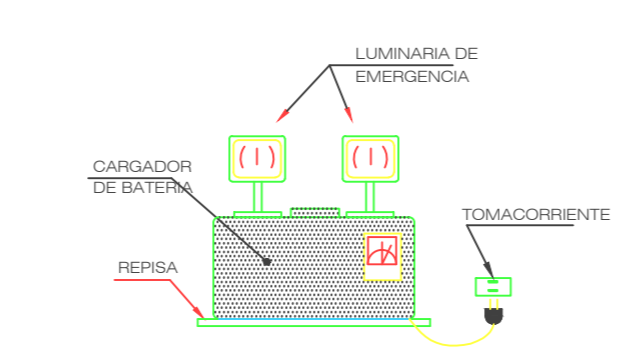 LUMINARIA DE
EMERGENCIA
CARGADOR
DE BATERIA
TOMACORRIENTE
REPISA